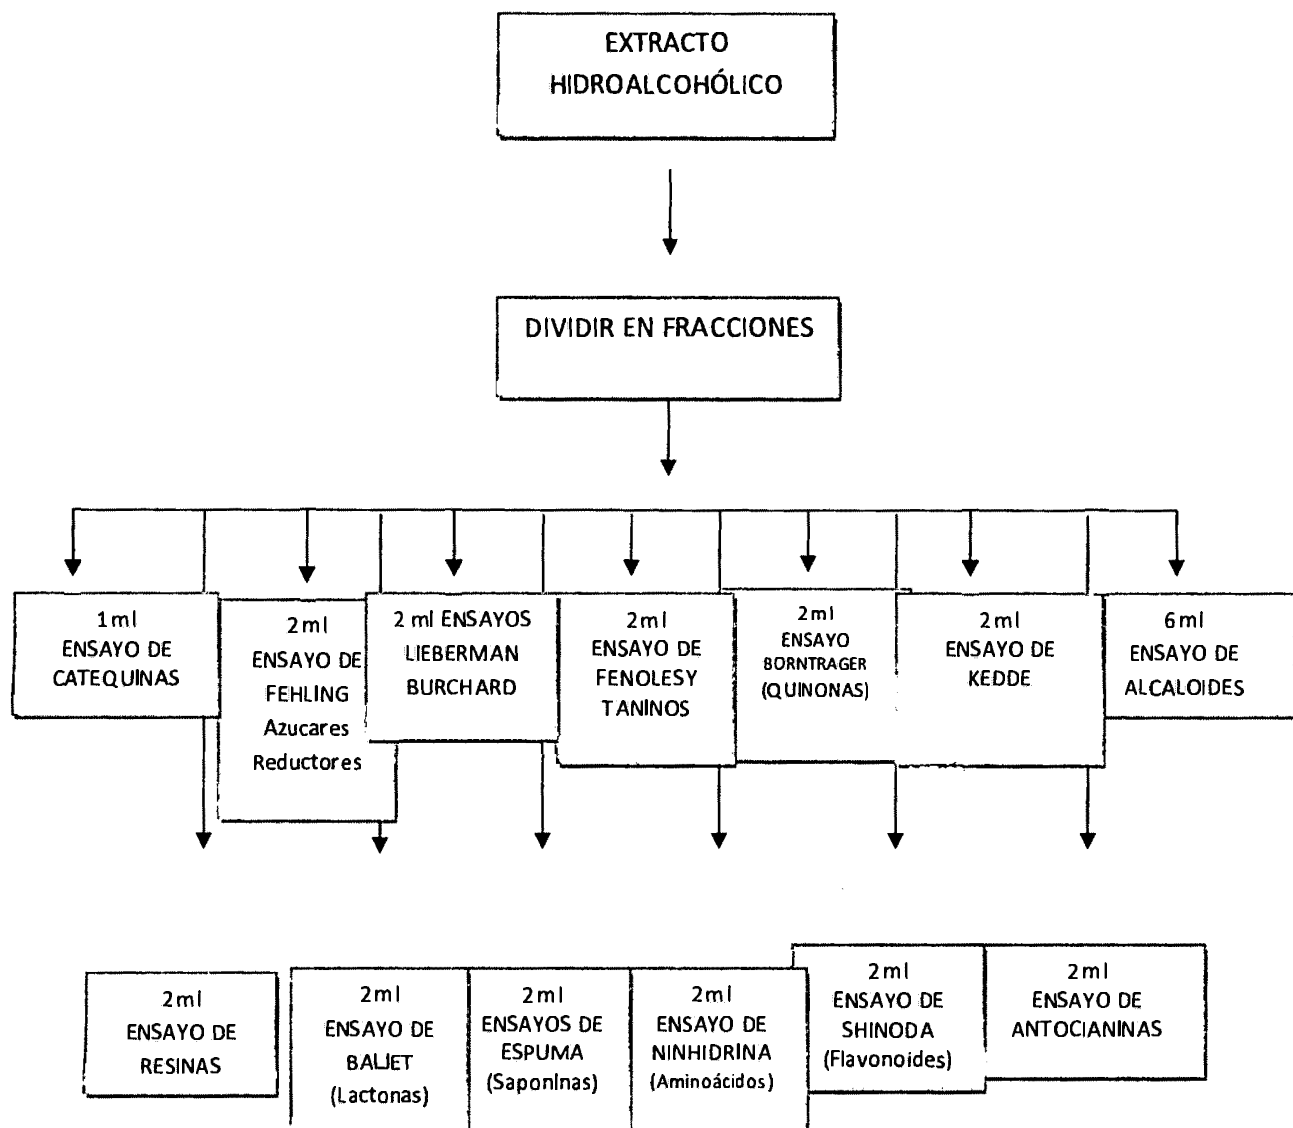 EXTRACTO
HIDROALCOHÓLICO
DIVIDIR EN FRACCIONES
1ml
ENSAYO DE
CATEQUINAS
2ml
ENSAYO DE
FEHLING
Azucares
Reductores
2 ml ENSAYOS
LIEBERMAN
BURCHARD
2ml
ENSAYO DE
FENOLES Y
TANINOS
2ml
ENSAYO
BORNTRAGER
(QUINONAS)
2ml
ENSAYO DE
KEDDE
6ml
ENSAYO DE
ALCALOIDES
2ml
ENSAYO DE
RESINAS
2ml
ENSAYO DE
BALJET
(Lactonas)
2ml
ENSAYOS DE
ESPUMA
(Saponinas)
2ml
ENSAYO DE
NINHIDRINA
(Aminoácidos)
2ml
ENSAYO DE
SHINODA
(Flavonoides)
2ml
ENSAYO DE
ANTOCIANINAS